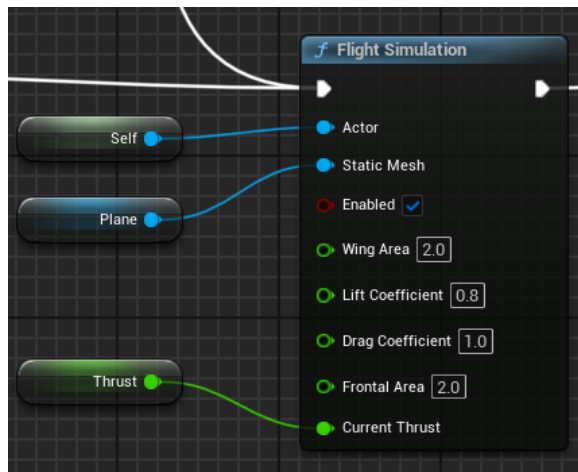 Flight Simulation
Self
Actor
Plane
Static Mesh
Enabled
Wing Area 2.0
Lift Coefficient 0.8
Drag Coefficient 1.0
Frontal Area 2.0
Thrust
Current Thrust